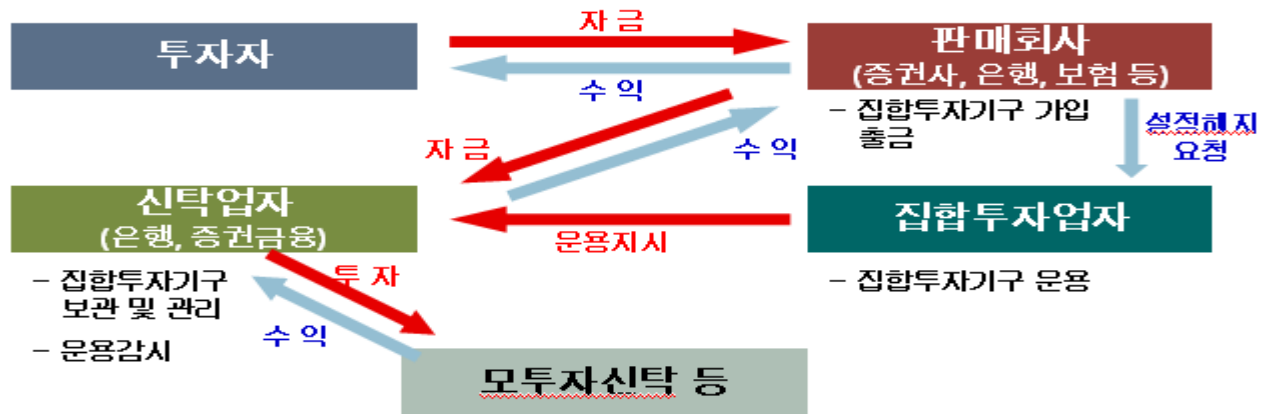 투자자
자 금
수 익
판매회사
(증권사, 은행, 보험 등)
– 집합투자기구 가입
출금
설정해지
요청
자 금
수 익
신탁업자
(은행, 증권금융)
– 집합투자기구
보관 및 관리
– 운용감시
운용지시
집합투자업자
– 집합투자기구 운용
투 자
수 익
모투자신탁 등